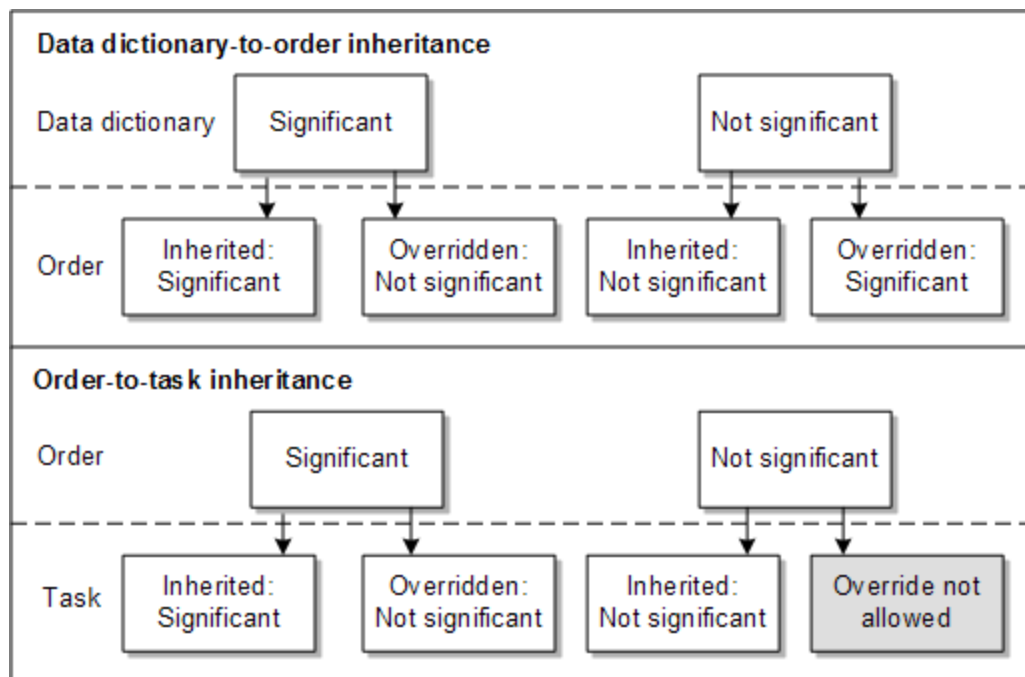 Data dictionary-to-order inheritance
Data dictionary
Significant
Not significant
Order
Inherited:
Significant
Overridden:
Not significant
Inherited:
Not significant
Overridden:
Significant
Order-to-task inheritance
Order
Significant
Not significant
Task
Inherited:
Significant
Overridden:
Not significant
Inherited:
Not significant
Override not
allowed